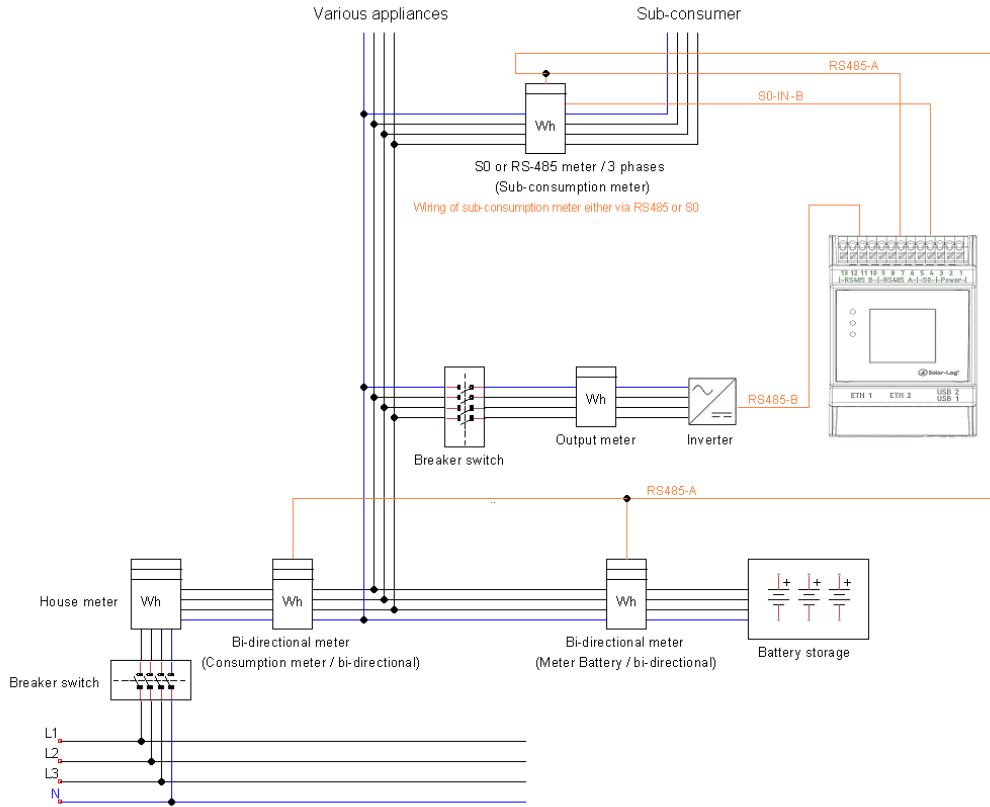 Various appliances
Sub-consumer
RS485-A
S0-IN-B
Wh
S0 or RS-485 meter / 3 phases
(Sub-consumption meter)
Wiring of sub-consumption meter either via RS485 or S0
13 12 11 10 9 8 7 6 5 4 3 2 1
|-RS485 B-|-RS485 A-|-S0-|-Power-|
Solar-Log®
ETH 1 ETH 2 USB 2
USB 1
Wh
RS485-B
Output meter
Inverter
Breaker switch
RS485-A
House meter
Wh
Wh
Wh
Bi-directional meter
(Consumption meter / bi-directional)
Bi-directional meter
(Meter Battery / bi-directional)
Battery storage
Breaker switch
L1
L2
L3
N